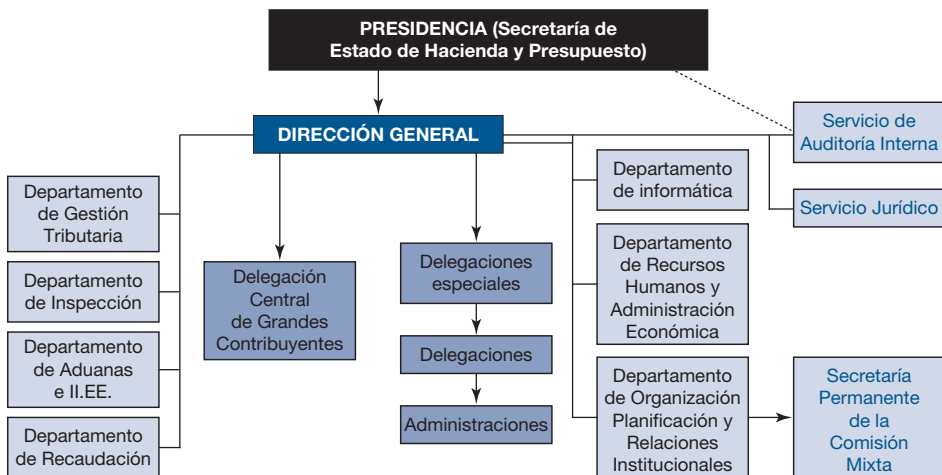 PRESIDENCIA (Secretaría de
Estado de Hacienda y Presupuesto)
DIRECCIÓN GENERAL
Servicio de
Auditoría Interna
Servicio Jurídico
Departamento
de Gestión
Tributaria
Departamento
de Inspección
Departamento
de Aduanas
e II.EE.
Departamento
de Recaudación
Delegación
Central
de Grandes
Contribuyentes
Delegaciones
especiales
Delegaciones
Administraciones
Departamento
de informática
Departamento
de Recursos
Humanos y
Administración
Económica
Departamento
de Organización
Planificación y
Relaciones
Institucionales
Secretaría
Permanente
de la
Comisión
Mixta